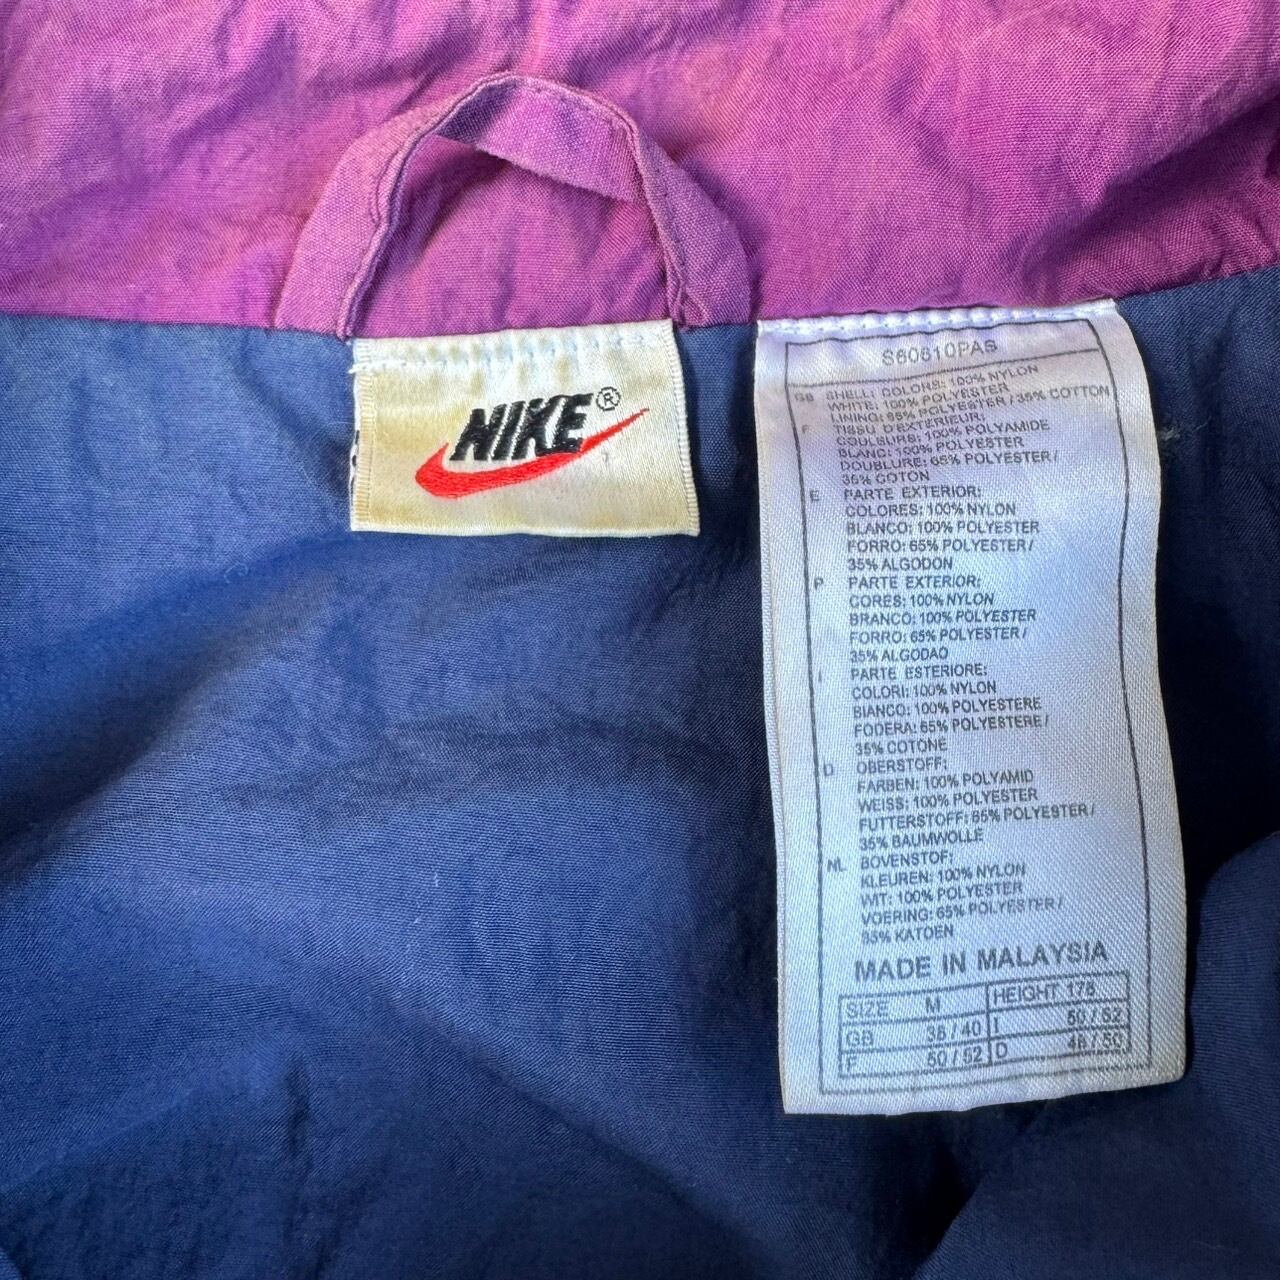 NIKE®
S60610PAS
GB SHELL: COLORS: 100% NYLON
WHITE: 100% POLYESTER
LINING: 65% POLYESTER / 35% COTTON
F TISSU D'EXTERIEUR:
COULEURS: 100% POLYAMIDE
BLANC: 100% POLYESTER
DOUBLURE: 65% POLYESTER /
35% COTON
E PARTE EXTERIOR:
COLORES: 100% NYLON
BLANCO: 100% POLYESTER
FORRO: 65% POLYESTER /
35% ALGODON
P PARTE EXTERIOR:
CORES: 100% NYLON
BRANCO: 100% POLYESTER
FORRO: 65% POLYESTER /
35% ALGODAO
I PARTE ESTERIORE:
COLORI: 100% NYLON
BIANCO: 100% POLYESTERE
FODERA: 65% POLYESTERE /
35% COTONE
D OBERSTOFF:
FARBEN: 100% POLYAMID
WEISS: 100% POLYESTER
FUTTERSTOFF: 65% POLYESTER /
35% BAUMWOLLE
NL BOVENSTOF:
KLEUREN: 100% NYLON
WIT: 100% POLYESTER
VOERING: 65% POLYESTER /
35% KATOEN
MADE IN MALAYSIA
SIZE M HEIGHT 178
GB 38 / 40 I 50 / 52
F 50 / 52 D 48 / 50